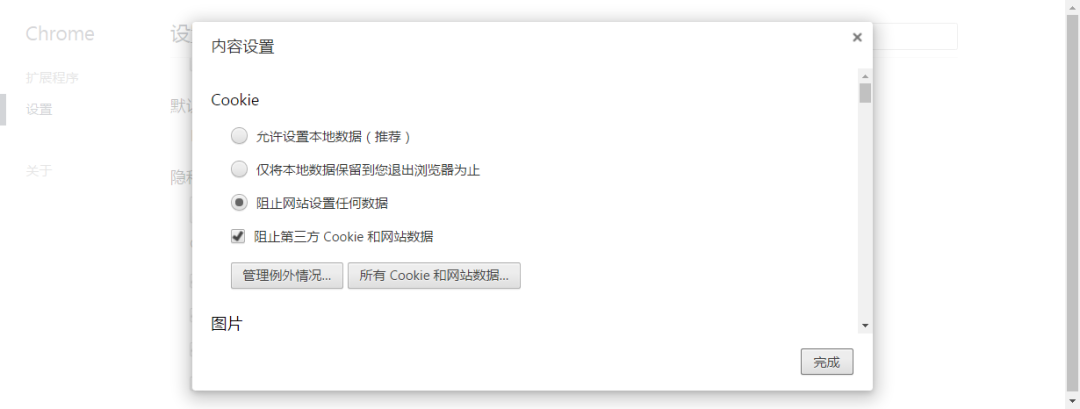 Chrome
扩展程序
设置
关于
设
默认
隐私
内容设置
Cookie
允许设置本地数据（推荐）
仅将本地数据保留到您退出浏览器为止
阻止网站设置任何数据
阻止第三方 Cookie 和网站数据
管理例外情况...
所有 Cookie 和网站数据...
图片
完成